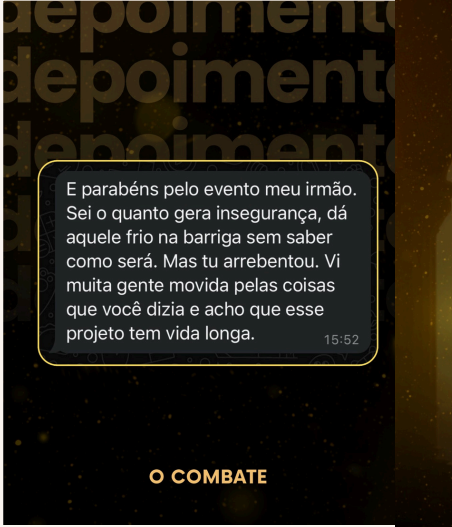 depoimento
depoimento
depoimento
E parabéns pelo evento meu irmão.
Sei o quanto gera insegurança, dá
aquele frio na barriga sem saber
como será. Mas tu arrebentou. Vi
muita gente movida pelas coisas
que você dizia e acho que esse
projeto tem vida longa.
15:52
O COMBATE